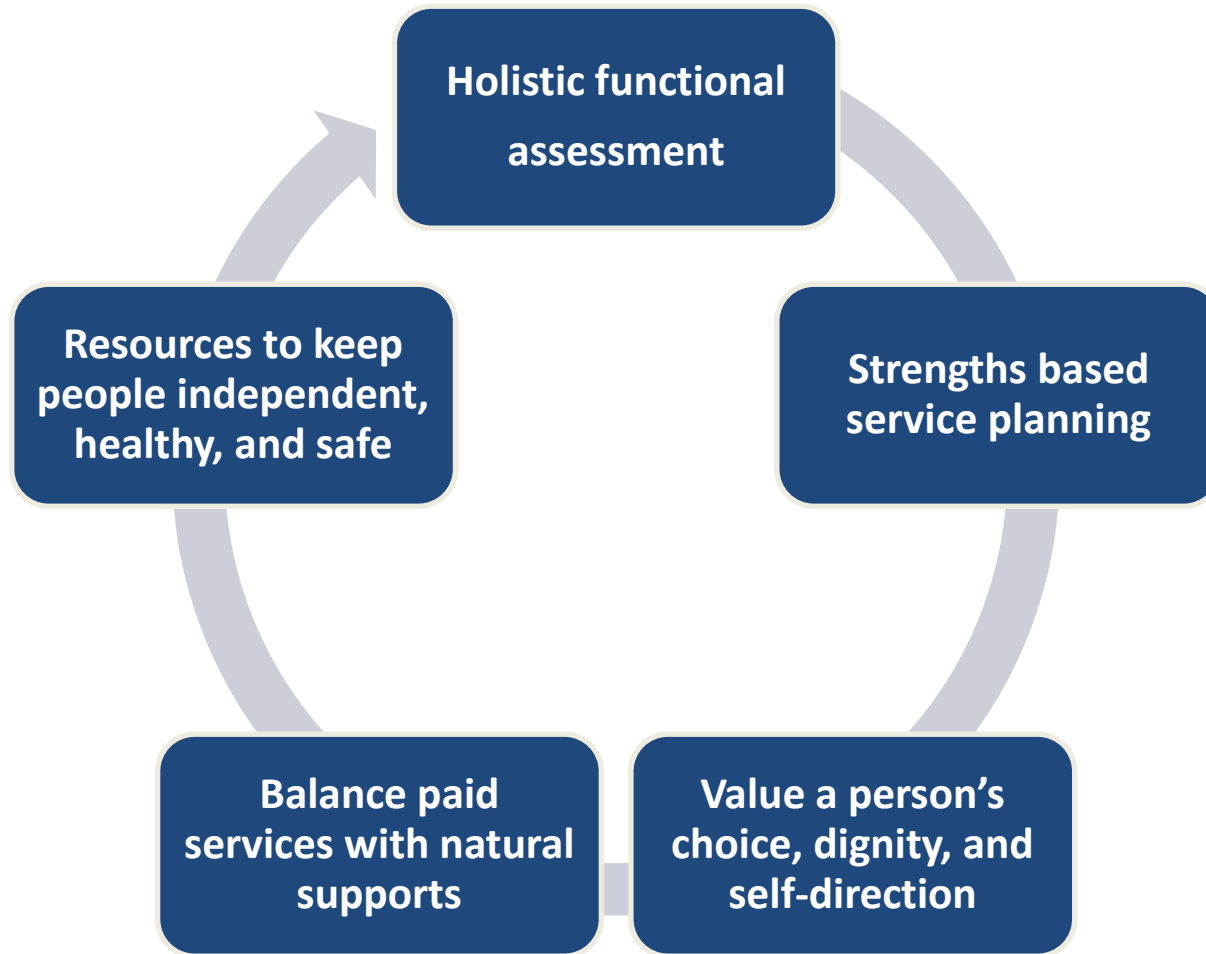 Holistic functional
assessment
Strengths based
service planning
Value a person’s
choice, dignity, and
self-direction
Balance paid
services with natural
supports
Resources to keep
people independent,
healthy, and safe